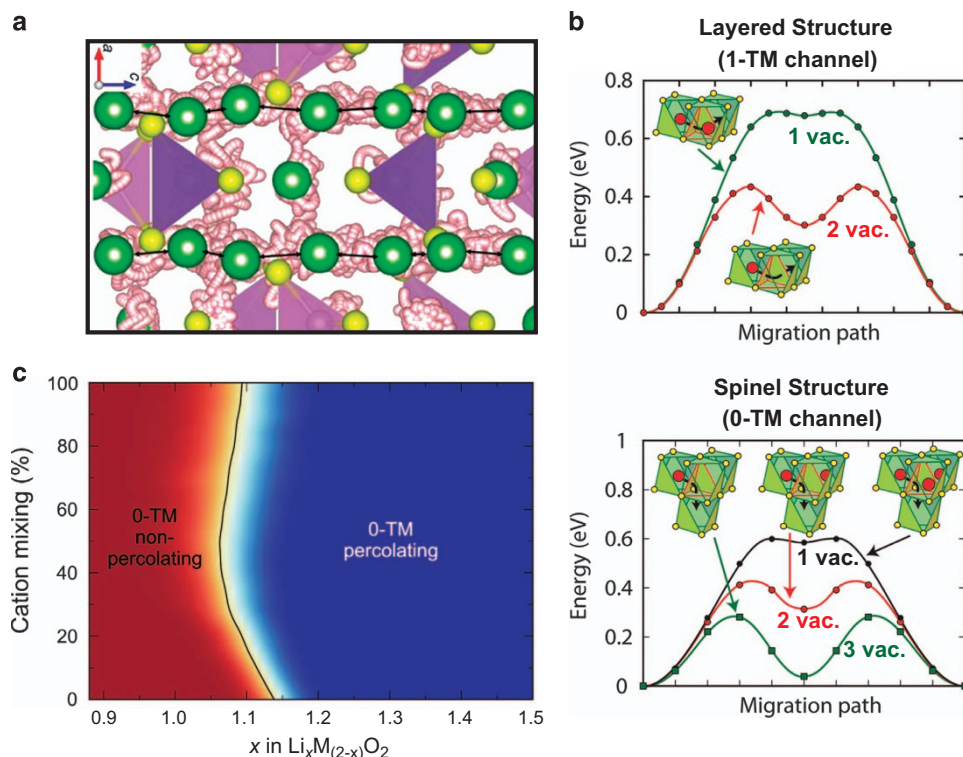 a
a
c
b
Layered Structure
(1-TM channel)
0.8
0.6
0.4
0.2
0
Energy (eV)
1 vac.
2 vac.
Migration path
Spinel Structure
(0-TM channel)
1
0.8
0.6
0.4
0.2
0
Energy (eV)
1 vac.
2 vac.
3 vac.
Migration path
c
100
80
60
40
20
0
Cation mixing (%)
0-TM
non-
percolating
0-TM
percolating
0.9 1.0 1.1 1.2 1.3 1.4 1.5
x in LiₓM₍₂₋ₓ₎O₂